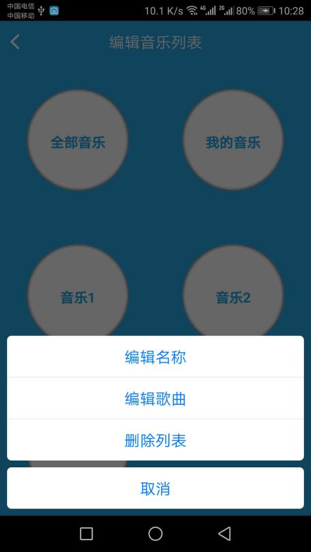 中国电信
中国移动
10.1 K/s 4G 2G 80% 10:28
编辑音乐列表
全部音乐
我的音乐
音乐1
音乐2
编辑名称
编辑歌曲
删除列表
取消